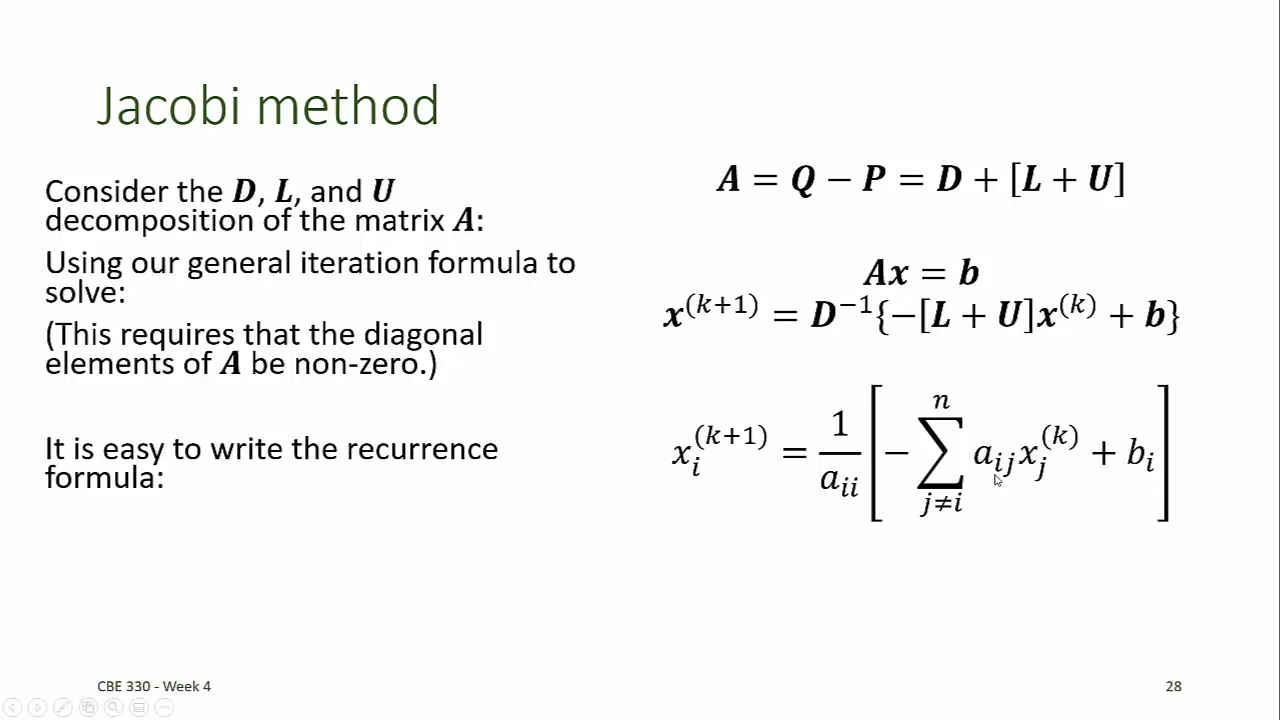 Jacobi method
Consider the D, L, and U
decomposition of the matrix A:
Using our general iteration formula to
solve:
(This requires that the diagonal
elements of A be non-zero.)
It is easy to write the recurrence
formula:
A = Q − P = D + [L + U]
Ax = b
x^(k+1) = D^−1{−[L + U]x^(k) + b}
x_i^(k+1) = 1/a_ii [−∑_{j≠i}^{n} a_ij x_j^(k) + b_i]
CBE 330 - Week 4
28